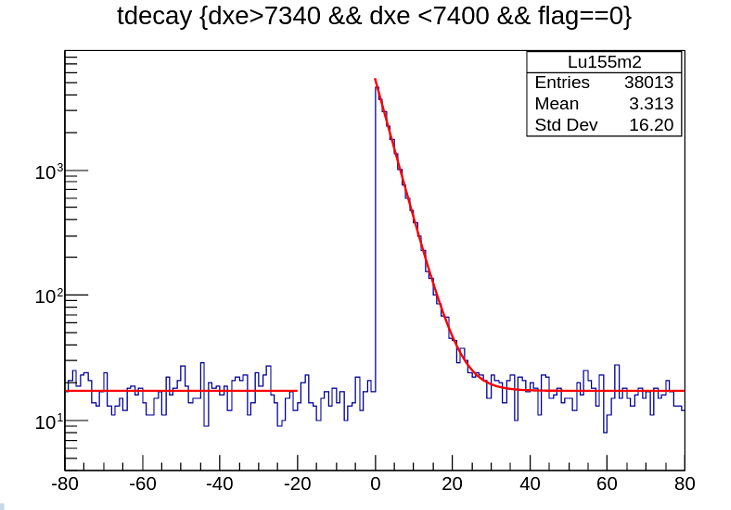 tdecay {dxe>7340 && dxe <7400 && flag==0}
Lu155m2
Entries 38013
Mean 3.313
Std Dev 16.20
10³
10²
10¹
-80 -60 -40 -20 0 20 40 60 80